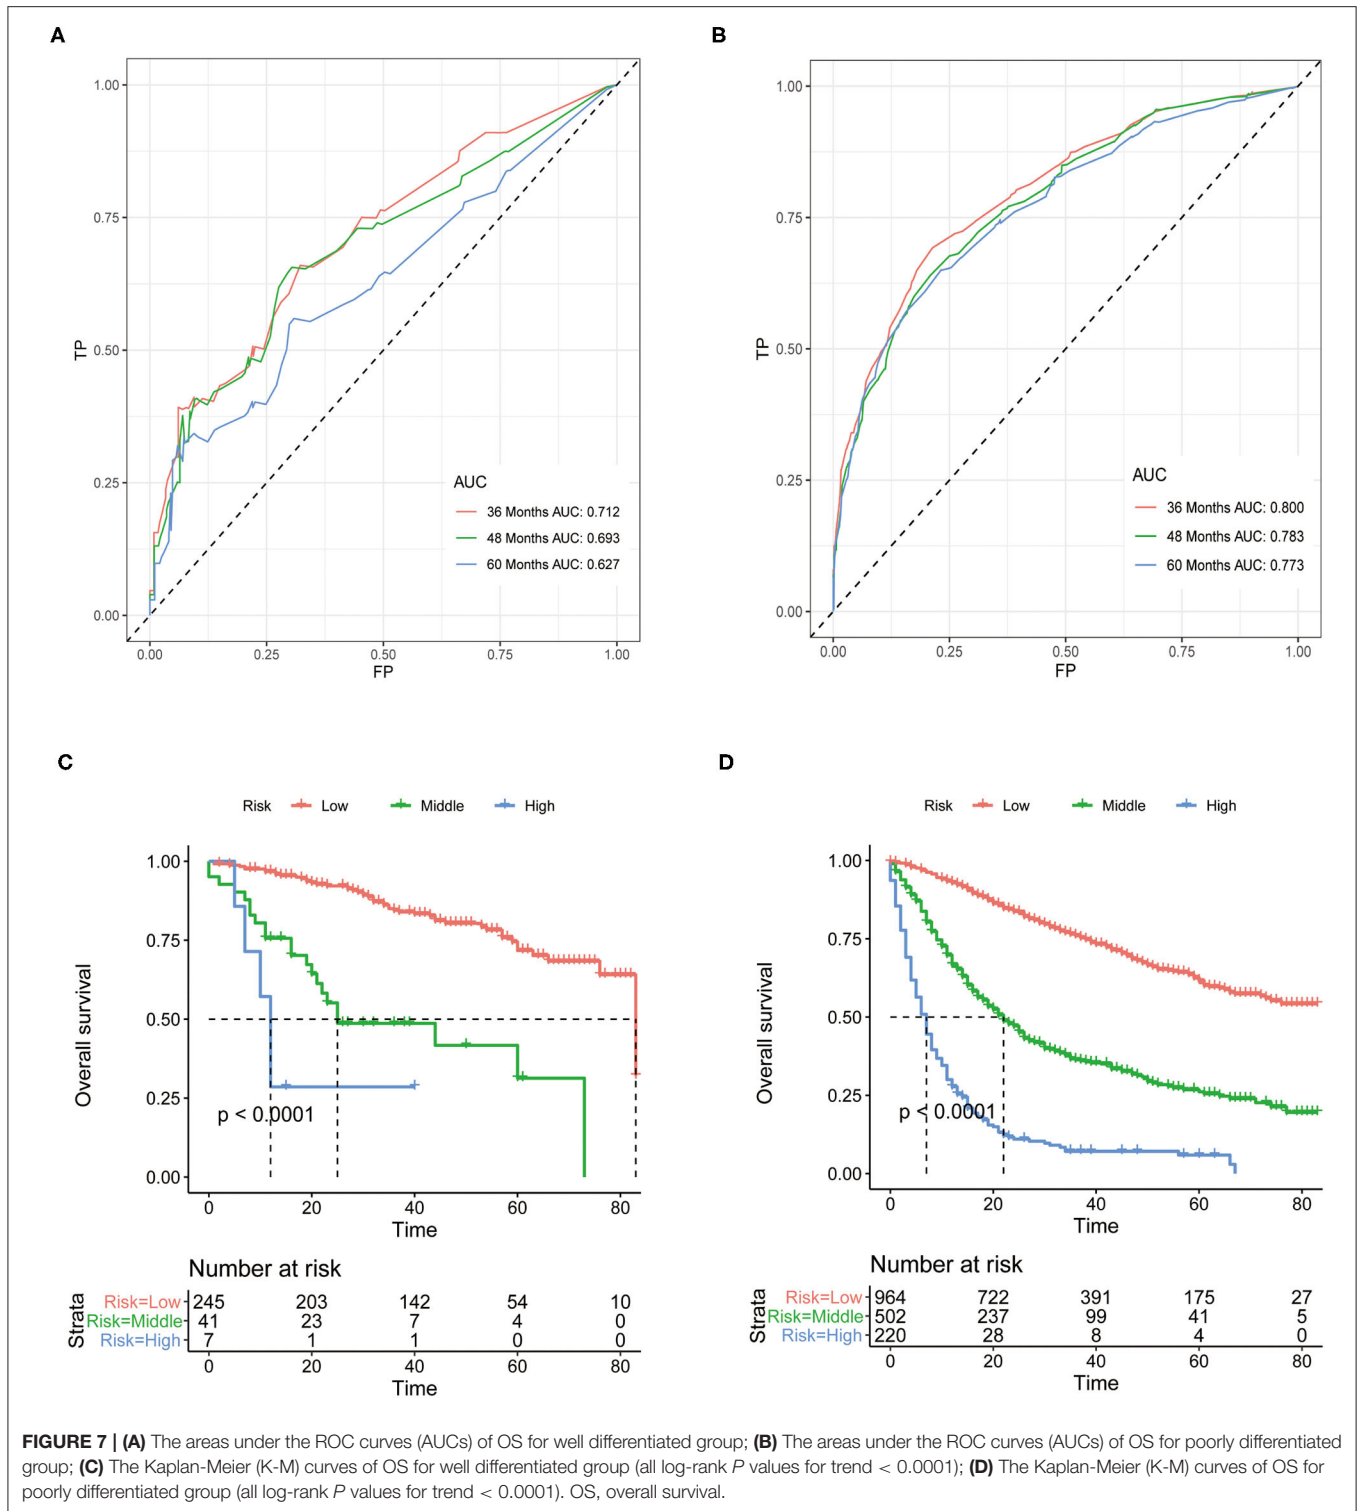 A
1.00
0.75
0.50
0.25
0.00
TP
AUC
36 Months AUC: 0.712
48 Months AUC: 0.693
60 Months AUC: 0.627
0.00 0.25 0.50 0.75 1.00
FP
B
1.00
0.75
0.50
0.25
0.00
TP
AUC
36 Months AUC: 0.800
48 Months AUC: 0.783
60 Months AUC: 0.773
0.00 0.25 0.50 0.75 1.00
FP
C
Risk Low Middle High
1.00
0.75
0.50
0.25
0.00
Overall survival
p < 0.0001
0 20 40 60 80
Time
Number at risk
Strata
Risk=Low 245 203 142 54 10
Risk=Middle 41 23 7 4 0
Risk=High 7 1 1 0 0
0 20 40 60 80
Time
D
Risk Low Middle High
1.00
0.75
0.50
0.25
0.00
Overall survival
p < 0.0001
0 20 40 60 80
Time
Number at risk
Strata
Risk=Low 964 722 391 175 27
Risk=Middle 502 237 99 41 5
Risk=High 220 28 8 4 0
0 20 40 60 80
Time
FIGURE 7 | (A) The areas under the ROC curves (AUCs) of OS for well differentiated group; (B) The areas under the ROC curves (AUCs) of OS for poorly differentiated
group; (C) The Kaplan-Meier (K-M) curves of OS for well differentiated group (all log-rank P values for trend < 0.0001); (D) The Kaplan-Meier (K-M) curves of OS for
poorly differentiated group (all log-rank P values for trend < 0.0001). OS, overall survival.